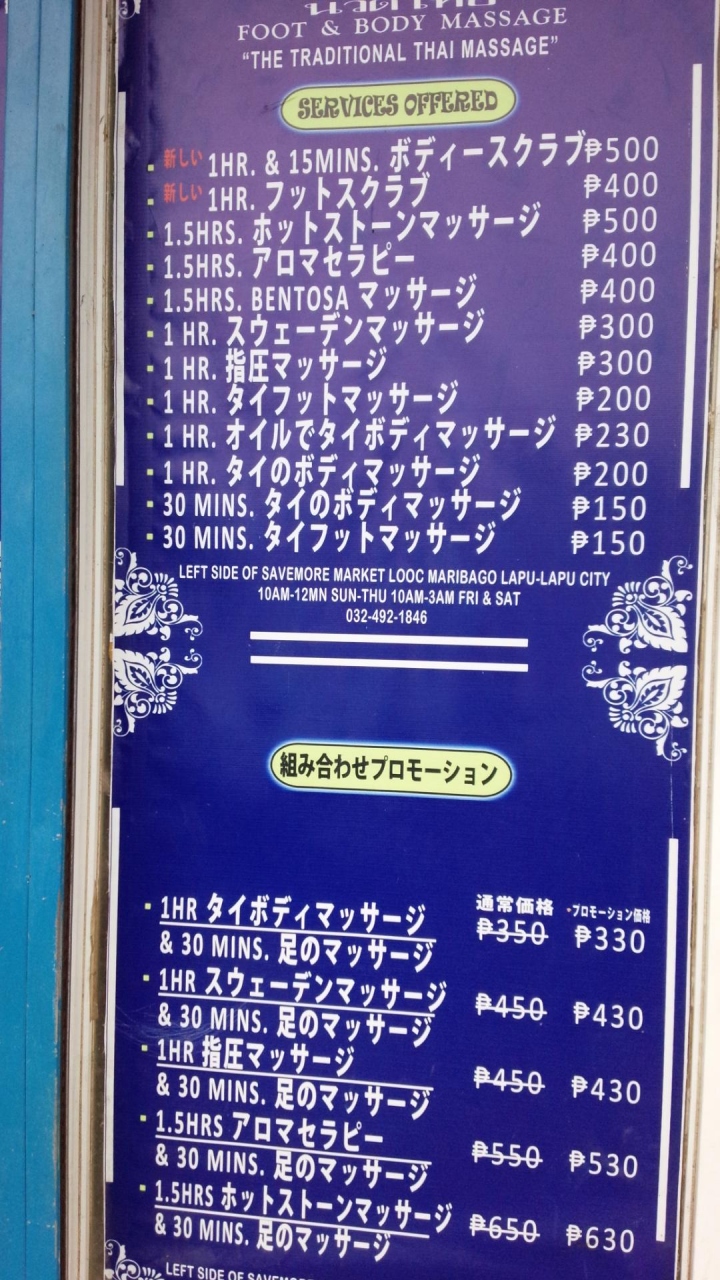 FOOT & BODY MASSAGE
“THE TRADITIONAL THAI MASSAGE”
SERVICES OFFERED
新しい 1HR. & 15MINS. ボディースクラブ ₱500
新しい 1HR. フットスクラブ ₱400
1.5HRS. ホットストーンマッサージ ₱500
1.5HRS. アロマセラピー ₱400
1.5HRS. BENTOSA マッサージ ₱400
1 HR. スウェーデンマッサージ ₱300
1 HR. 指圧マッサージ ₱300
1 HR. タイフットマッサージ ₱200
1 HR. オイルでタイボディマッサージ ₱230
1 HR. タイのボディマッサージ ₱200
30 MINS. タイのボディマッサージ ₱150
30 MINS. タイフットマッサージ ₱150
LEFT SIDE OF SAVEMORE MARKET LOOC MARIBAGO LAPU-LAPU CITY
10AM-12MN SUN-THU 10AM-3AM FRI & SAT
032-492-1846
組み合わせプロモーション
通常価格 プロモーション価格
1HR タイボディマッサージ
& 30 MINS. 足のマッサージ ₱350 ₱330
1HR スウェーデンマッサージ
& 30 MINS. 足のマッサージ ₱450 ₱430
1HR 指圧マッサージ
& 30 MINS. 足のマッサージ ₱450 ₱430
1.5HRS アロマセラピー
& 30 MINS. 足のマッサージ ₱550 ₱530
1.5HRS ホットストーンマッサージ
& 30 MINS. 足のマッサージ ₱650 ₱630
LEFT SIDE OF